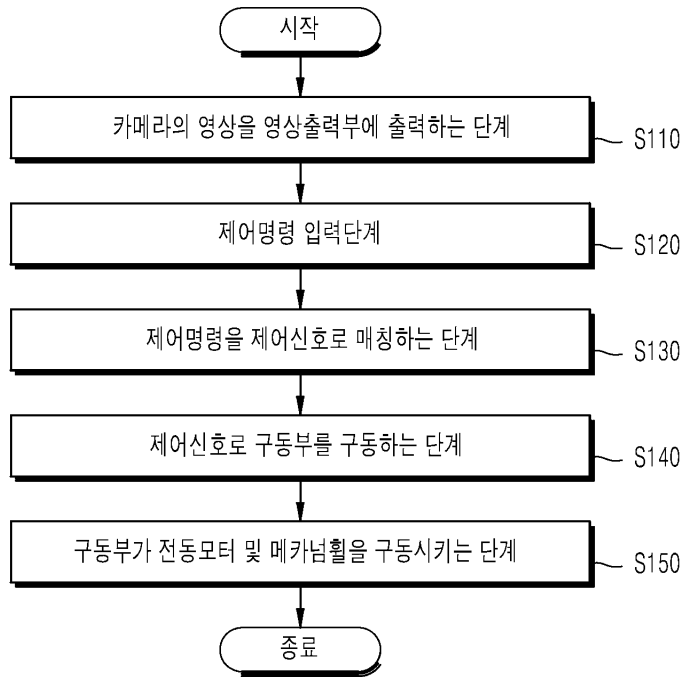 시작
카메라의 영상을 영상출력부에 출력하는 단계
S110
제어명령 입력단계
S120
제어명령을 제어신호로 매칭하는 단계
S130
제어신호로 구동부를 구동하는 단계
S140
구동부가 전동모터 및 메카넘휠을 구동시키는 단계
S150
종료